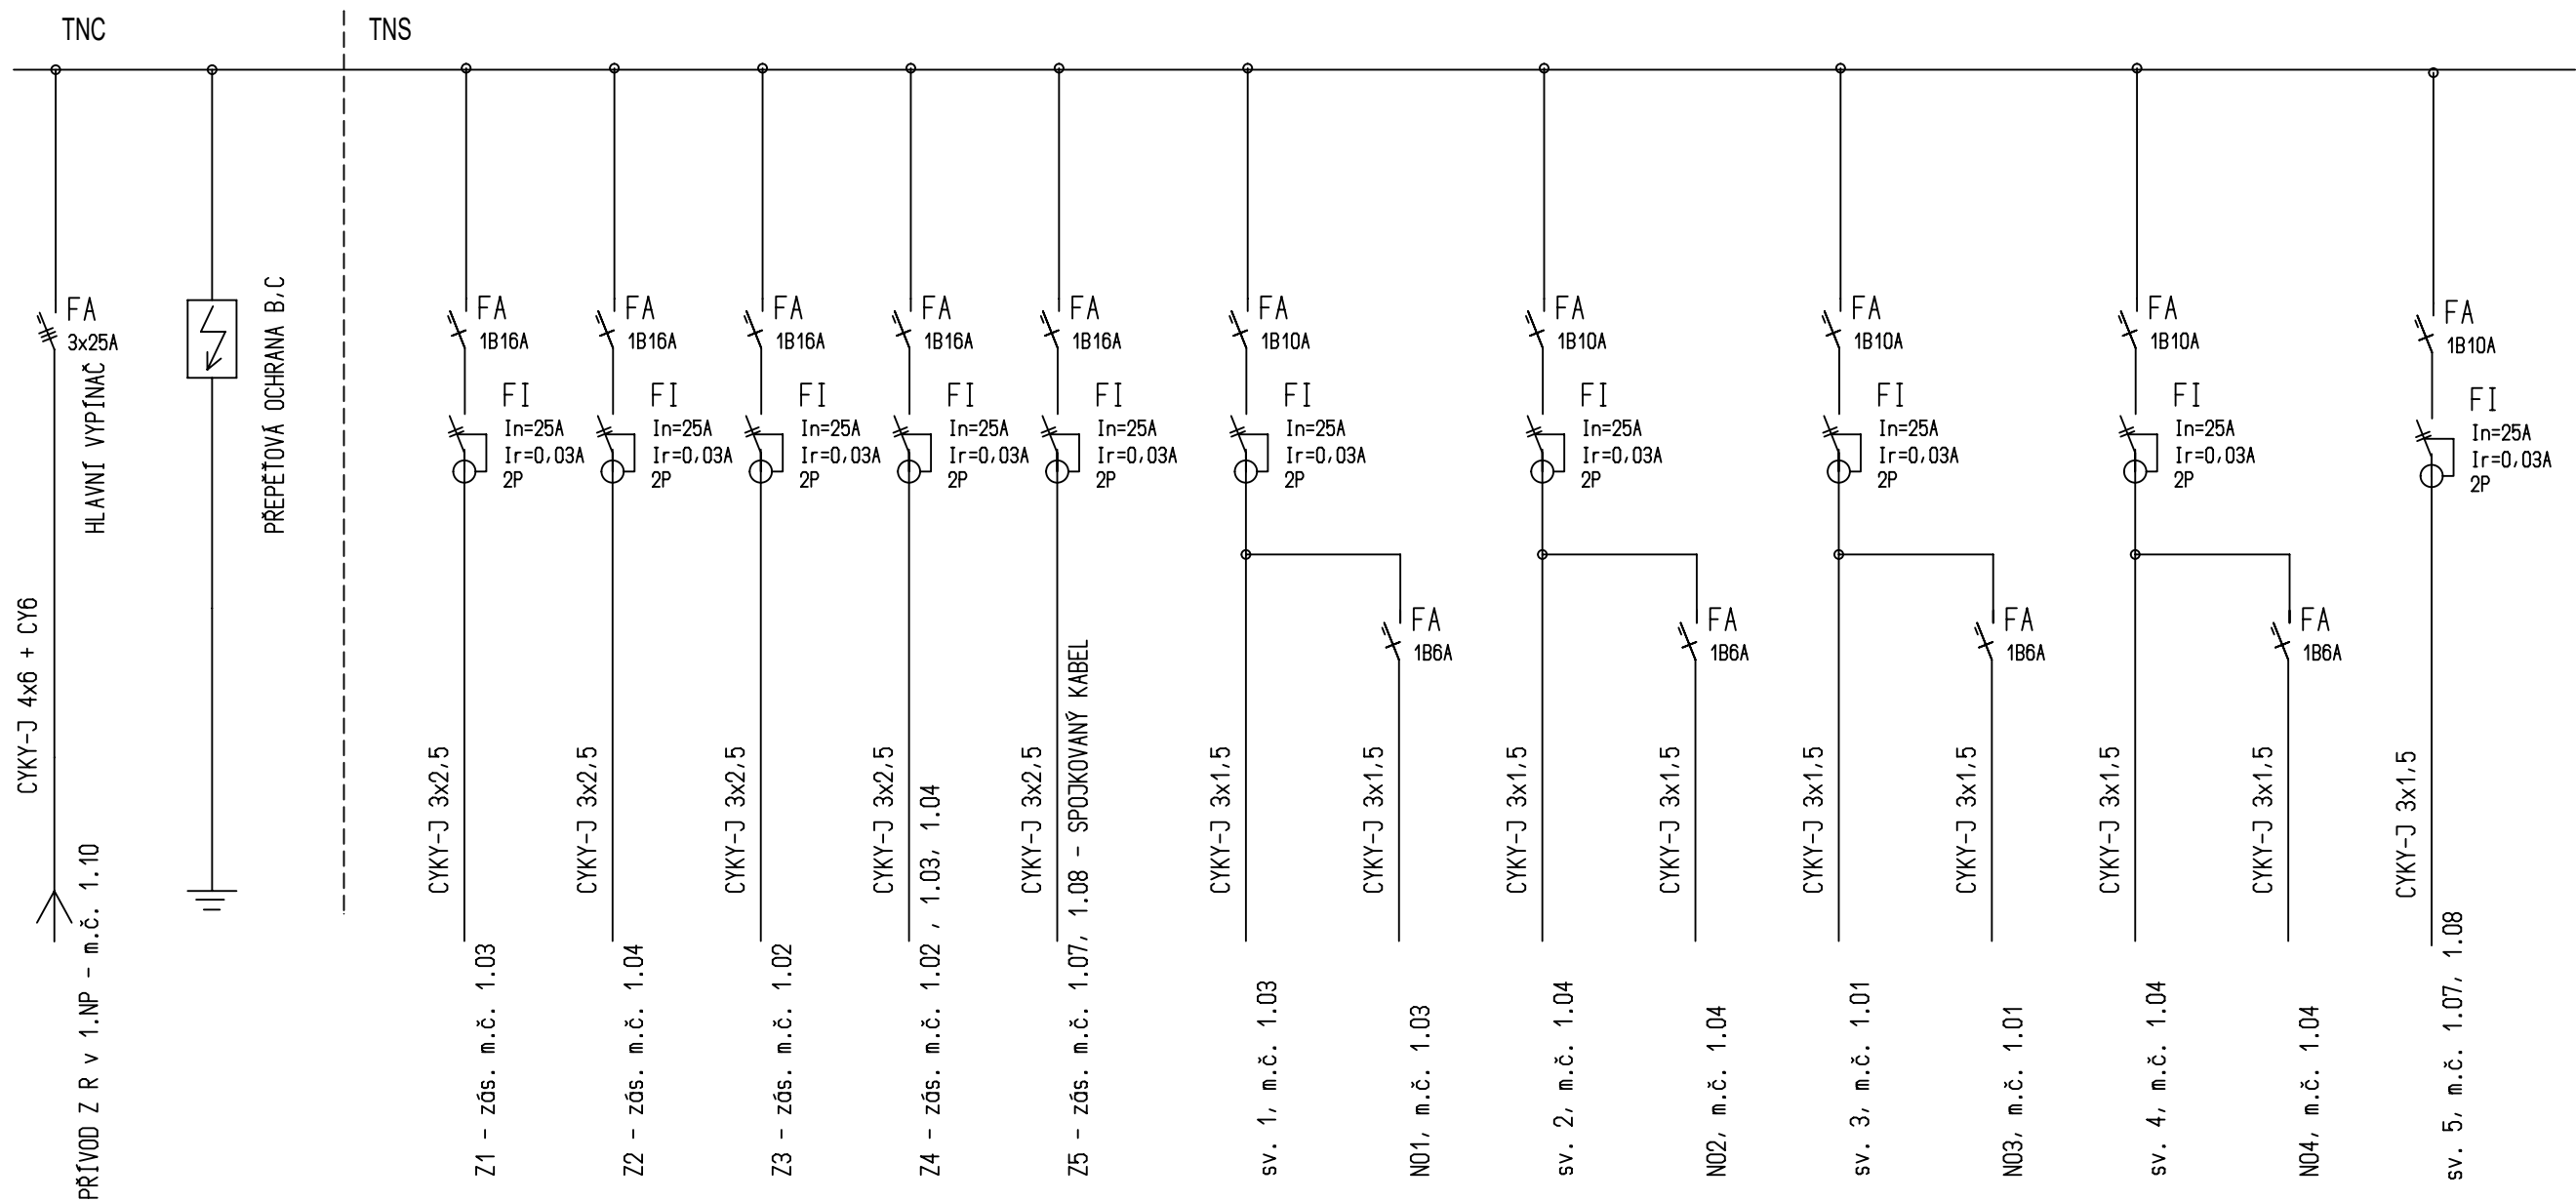 TNC
TNS
FA
3x25A
HLAVNÍ VYPÍNAČ
CYKY-J 4x6 + CY6
PŘÍVOD Z R v 1.NP - m.č. 1.10
PŘEPĚŤOVÁ OCHRANA B,C
FA
1B16A
FI
In=25A
Ir=0,03A
2P
CYKY-J 3x2,5
Z1 - zás. m.č. 1.03
FA
1B16A
FI
In=25A
Ir=0,03A
2P
CYKY-J 3x2,5
Z2 - zás. m.č. 1.04
FA
1B16A
FI
In=25A
Ir=0,03A
2P
CYKY-J 3x2,5
Z3 - zás. m.č. 1.02
FA
1B16A
FI
In=25A
Ir=0,03A
2P
CYKY-J 3x2,5
Z4 - zás. m.č. 1.02 , 1.03, 1.04
FA
1B16A
FI
In=25A
Ir=0,03A
2P
CYKY-J 3x2,5
Z5 - zás. m.č. 1.07, 1.08 - SPOJKOVANÝ KABEL
FA
1B10A
FI
In=25A
Ir=0,03A
2P
CYKY-J 3x1,5
sv. 1, m.č. 1.03
FA
1B6A
CYKY-J 3x1,5
NO1, m.č. 1.03
FA
1B10A
FI
In=25A
Ir=0,03A
2P
CYKY-J 3x1,5
sv. 2, m.č. 1.04
FA
1B6A
CYKY-J 3x1,5
NO2, m.č. 1.04
FA
1B10A
FI
In=25A
Ir=0,03A
2P
CYKY-J 3x1,5
sv. 3, m.č. 1.01
FA
1B6A
CYKY-J 3x1,5
NO3, m.č. 1.01
FA
1B10A
FI
In=25A
Ir=0,03A
2P
CYKY-J 3x1,5
sv. 4, m.č. 1.04
FA
1B6A
CYKY-J 3x1,5
NO4, m.č. 1.04
FA
1B10A
FI
In=25A
Ir=0,03A
2P
CYKY-J 3x1,5
sv. 5, m.č. 1.07, 1.08